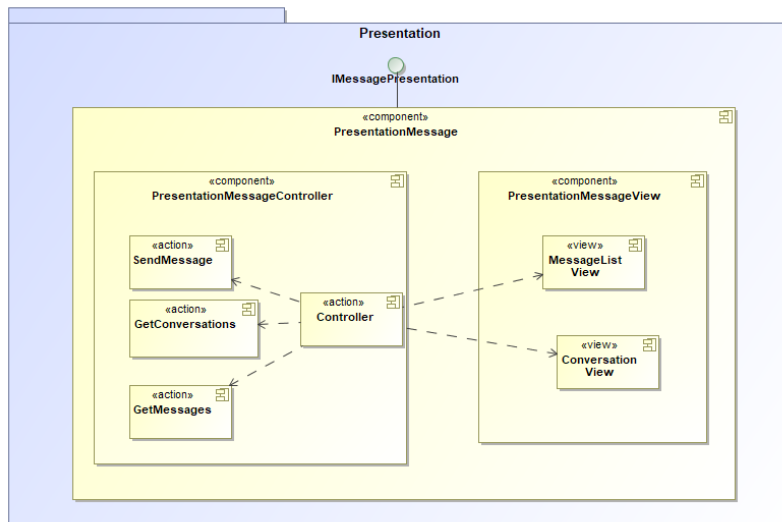 Presentation
IMessagePresentation
«component»
PresentationMessage
«component»
PresentationMessageController
«action»
SendMessage
«action»
GetConversations
«action»
GetMessages
«action»
Controller
«component»
PresentationMessageView
«view»
MessageList
View
«view»
Conversation
View